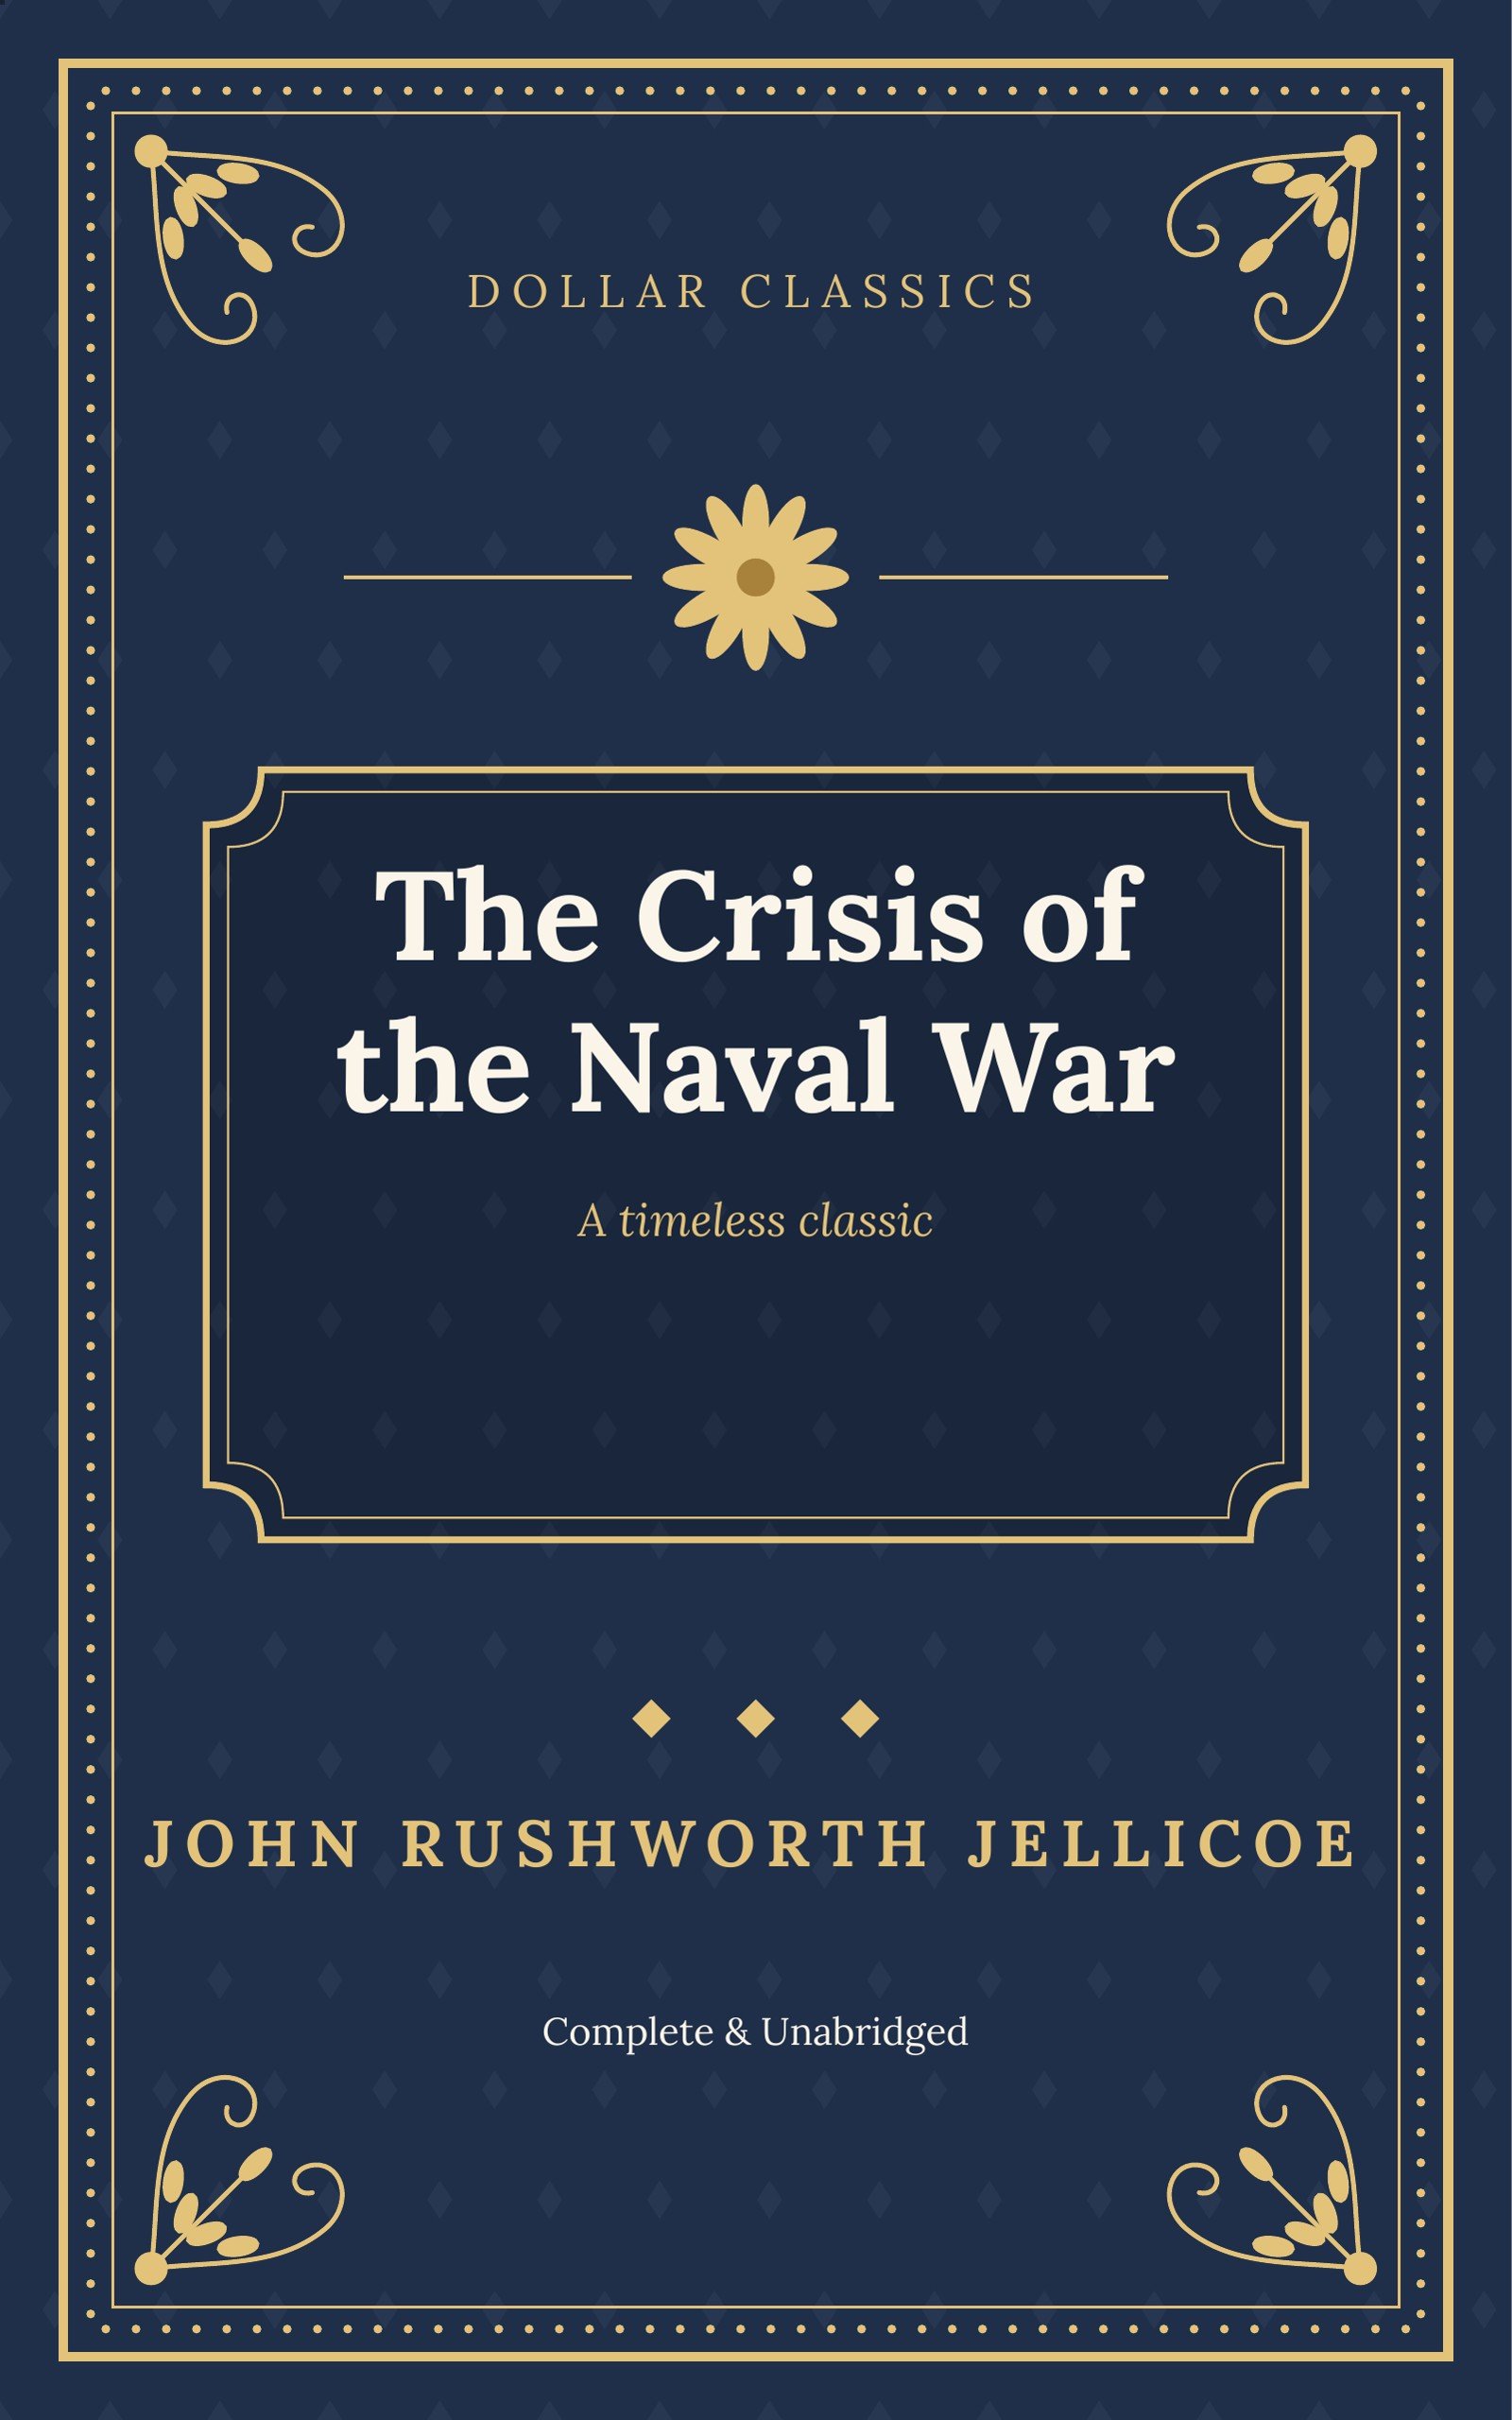 DOLLAR CLASSICS
The Crisis of
the Naval War
A timeless classic
JOHN RUSHWORTH JELLICOE
Complete & Unabridged